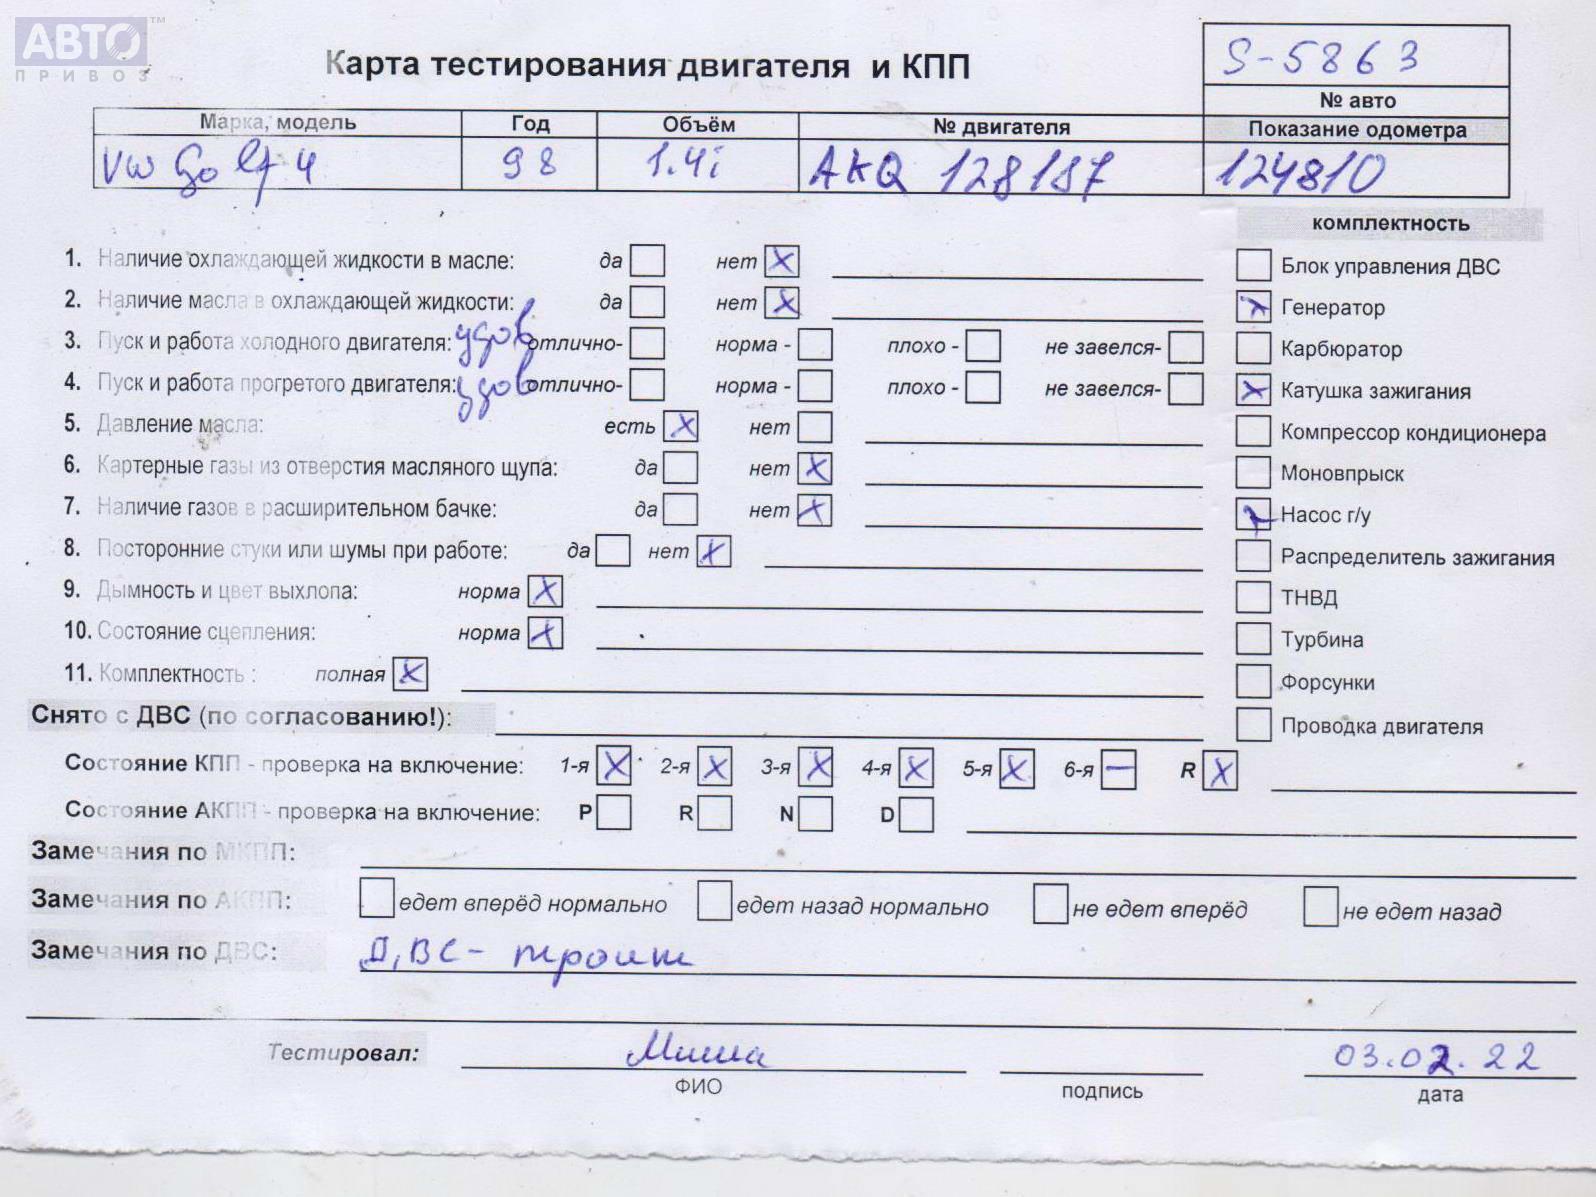 АВТО™
ПРИВОЗ
Карта тестирования двигателя и КПП
S-5863
№ авто
Марка, модель Год Объём № двигателя Показание одометра
VW Golf 4 98 1.4i AKQ 128187 124810
комплектность
1. Наличие охлаждающей жидкости в масле: да нет X
Блок управления ДВС
2. Наличие масла в охлаждающей жидкости: да нет X
X Генератор
3. Пуск и работа холодного двигателя: удов отлично- норма - плохо - не завелся-
Карбюратор
4. Пуск и работа прогретого двигателя: удов отлично- норма - плохо - не завелся-
X Катушка зажигания
5. Давление масла: есть X нет
Компрессор кондиционера
6. Картерные газы из отверстия масляного щупа: да нет X
Моновпрыск
7. Наличие газов в расширительном бачке: да нет X
X Насос г/у
8. Посторонние стуки или шумы при работе: да нет X
Распределитель зажигания
9. Дымность и цвет выхлопа: норма X
ТНВД
10. Состояние сцепления: норма X
Турбина
11. Комплектность : полная X
Форсунки
Снято с ДВС (по согласованию!):
Проводка двигателя
Состояние КПП - проверка на включение: 1-я X 2-я X 3-я X 4-я X 5-я X 6-я — R X
Состояние АКПП - проверка на включение: P R N D
Замечания по МКПП:
Замечания по АКПП: едет вперёд нормально едет назад нормально не едет вперёд не едет назад
Замечания по ДВС: ДВС - троит
Тестировал: Миша 03.02.22
ФИО подпись дата